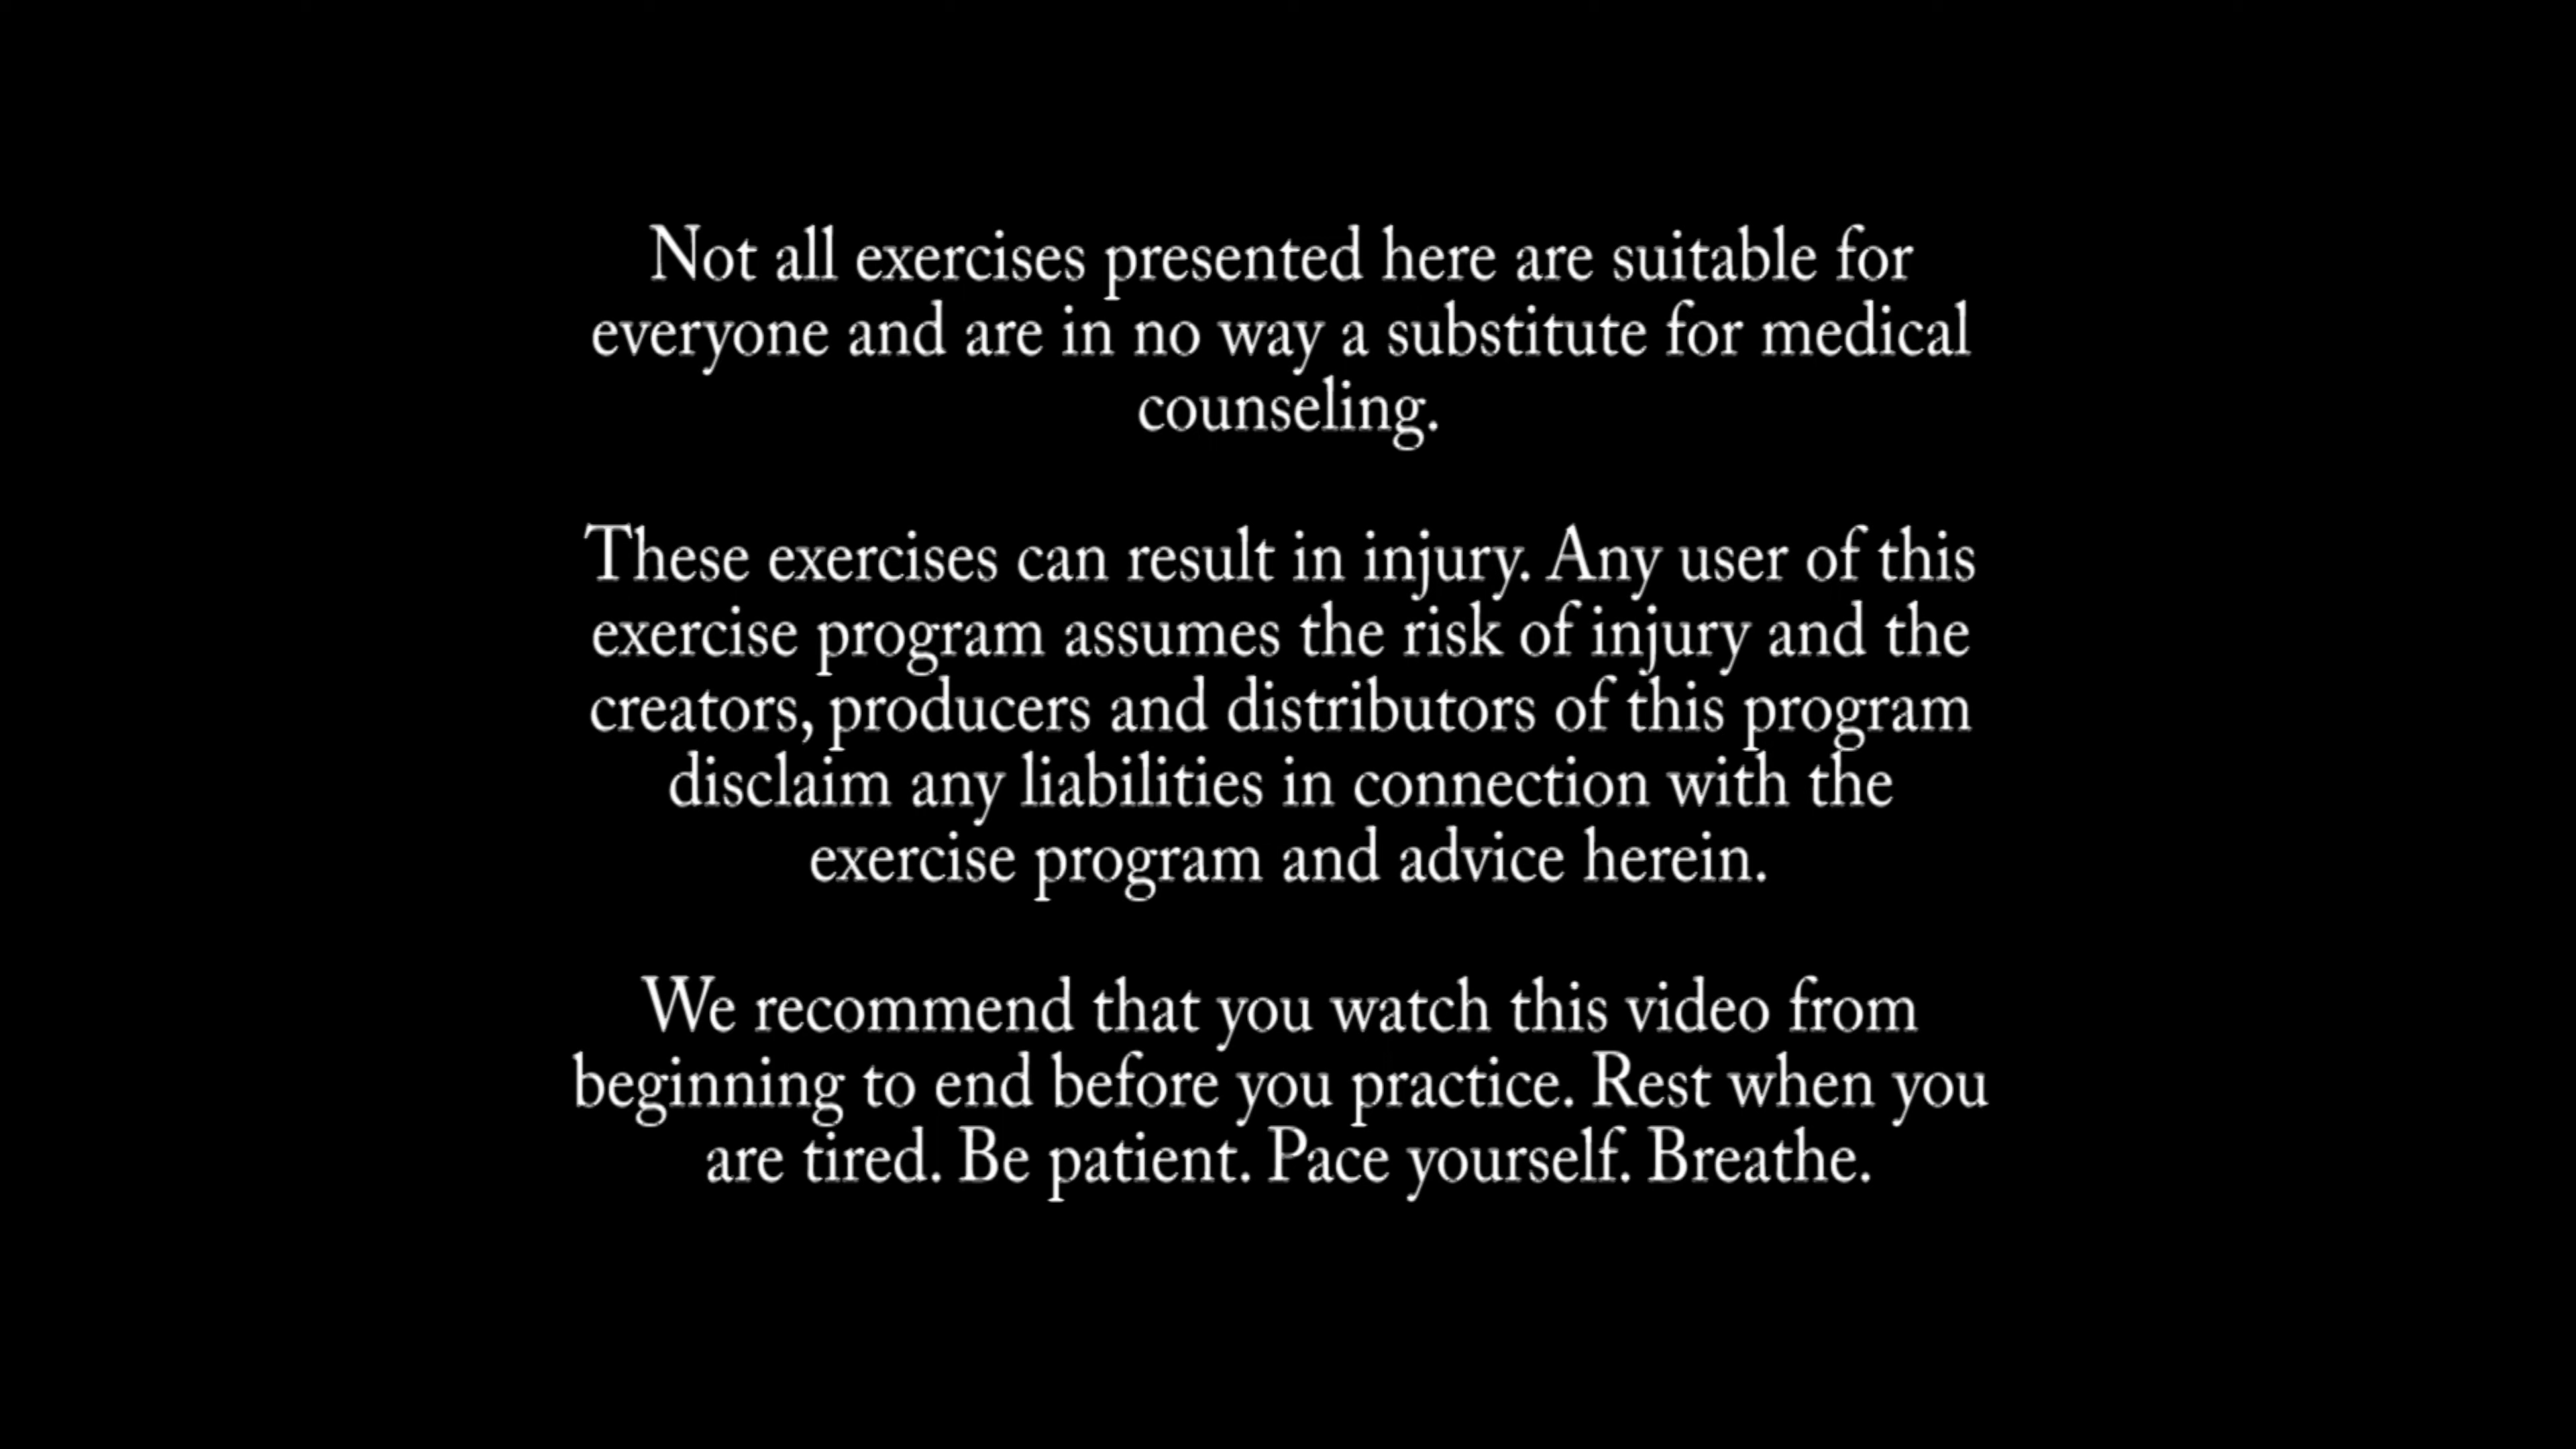 Not all exercises presented here are suitable for
everyone and are in no way a substitute for medical
counseling.
These exercises can result in injury. Any user of this
exercise program assumes the risk of injury and the
creators, producers and distributors of this program
disclaim any liabilities in connection with the
exercise program and advice herein.
We recommend that you watch this video from
beginning to end before you practice. Rest when you
are tired. Be patient. Pace yourself. Breathe.